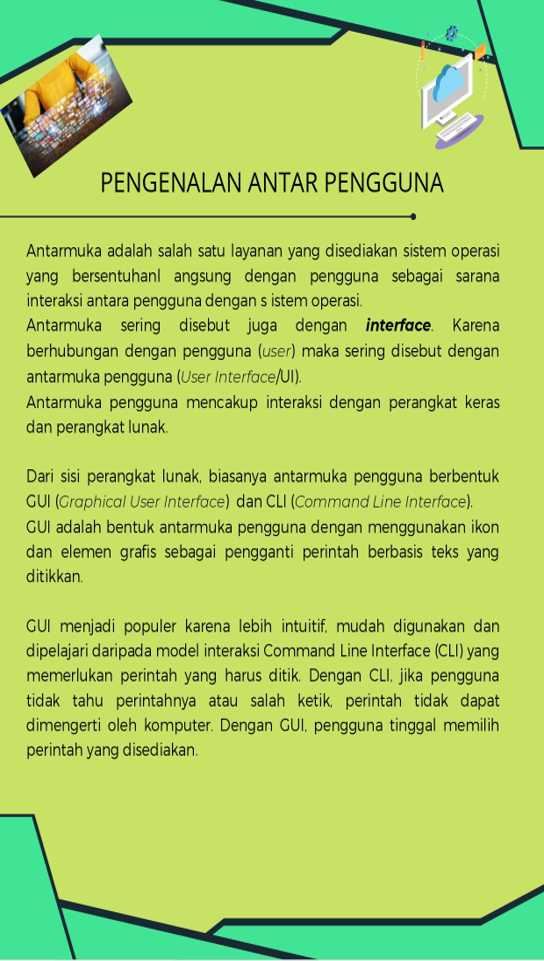 PENGENALAN ANTAR PENGGUNA
Antarmuka adalah salah satu layanan yang disediakan sistem operasi
yang bersentuhanl angsung dengan pengguna sebagai sarana
interaksi antara pengguna dengan s istem operasi.
Antarmuka sering disebut juga dengan interface. Karena
berhubungan dengan pengguna (user) maka sering disebut dengan
antarmuka pengguna (User Interface/UI).
Antarmuka pengguna mencakup interaksi dengan perangkat keras
dan perangkat lunak.
Dari sisi perangkat lunak, biasanya antarmuka pengguna berbentuk
GUI (Graphical User Interface) dan CLI (Command Line Interface).
GUI adalah bentuk antarmuka pengguna dengan menggunakan ikon
dan elemen grafis sebagai pengganti perintah berbasis teks yang
ditikkan.
GUI menjadi populer karena lebih intuitif, mudah digunakan dan
dipelajari daripada model interaksi Command Line Interface (CLI) yang
memerlukan perintah yang harus ditik. Dengan CLI, jika pengguna
tidak tahu perintahnya atau salah ketik, perintah tidak dapat
dimengerti oleh komputer. Dengan GUI, pengguna tinggal memilih
perintah yang disediakan.